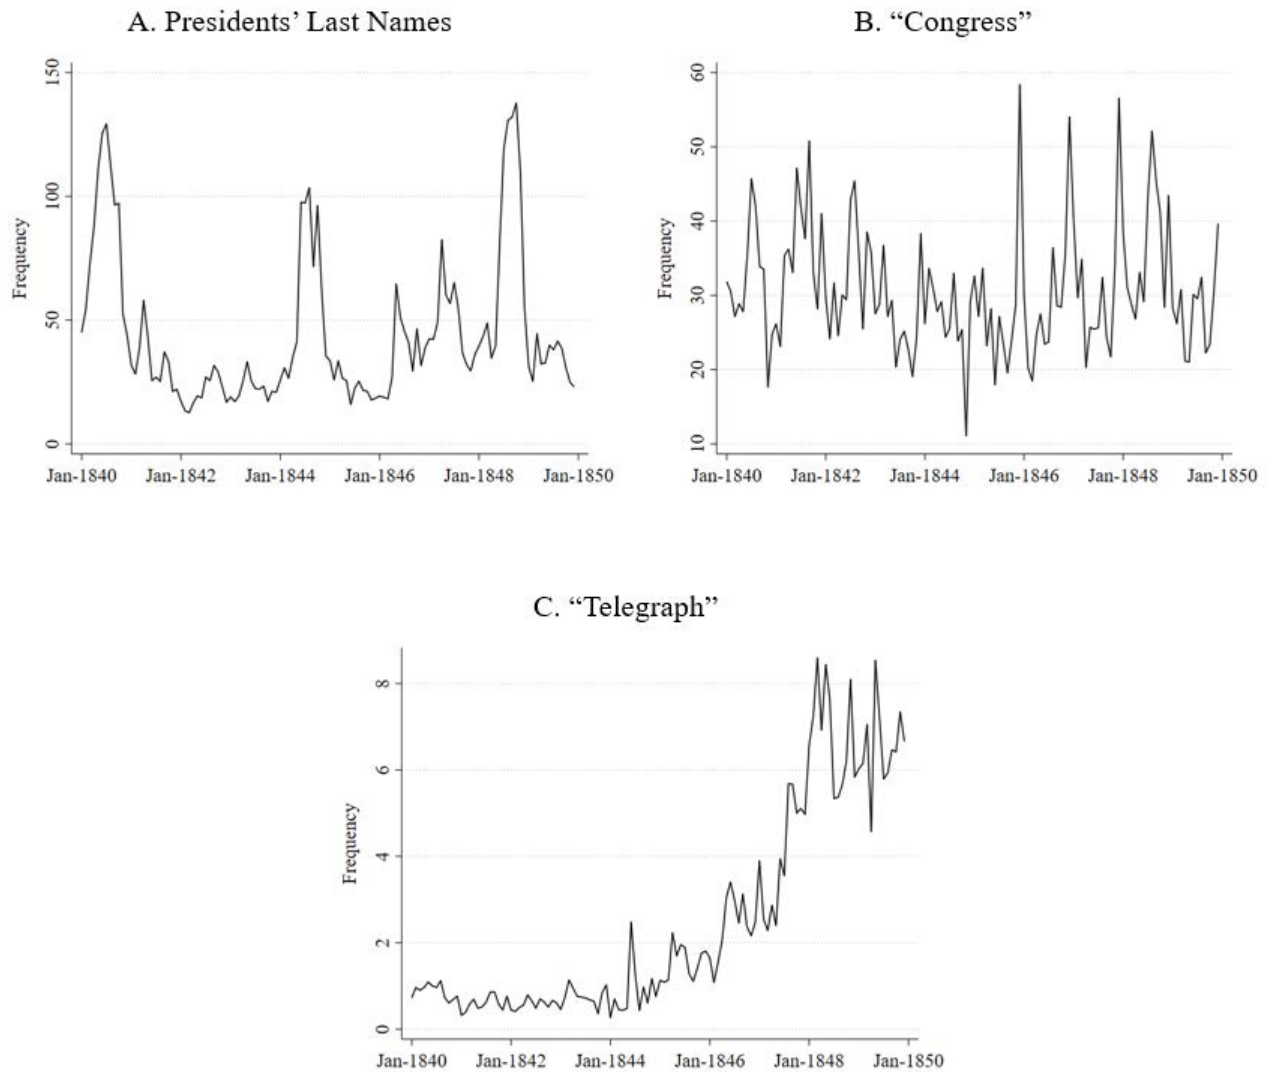 A. Presidents’ Last Names
150
100
50
0
Frequency
Jan-1840 Jan-1842 Jan-1844 Jan-1846 Jan-1848 Jan-1850
B. “Congress”
60
50
40
30
20
10
Frequency
Jan-1840 Jan-1842 Jan-1844 Jan-1846 Jan-1848 Jan-1850
C. “Telegraph”
8
6
4
2
0
Frequency
Jan-1840 Jan-1842 Jan-1844 Jan-1846 Jan-1848 Jan-1850